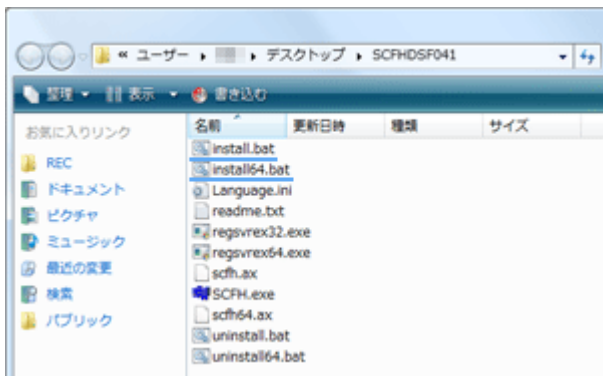 « ユーザー ▸ ▸ デスクトップ ▸ SCFHDSF041
整理 表示 書き込む
お気に入りリンク
REC
ドキュメント
ピクチャ
ミュージック
最近の変更
検索
パブリック
名前 更新日時 種類 サイズ
install.bat
install64.bat
Language.ini
readme.txt
regsvrex32.exe
regsvrex64.exe
scfh.ax
SCFH.exe
scfh64.ax
uninstall.bat
uninstall64.bat